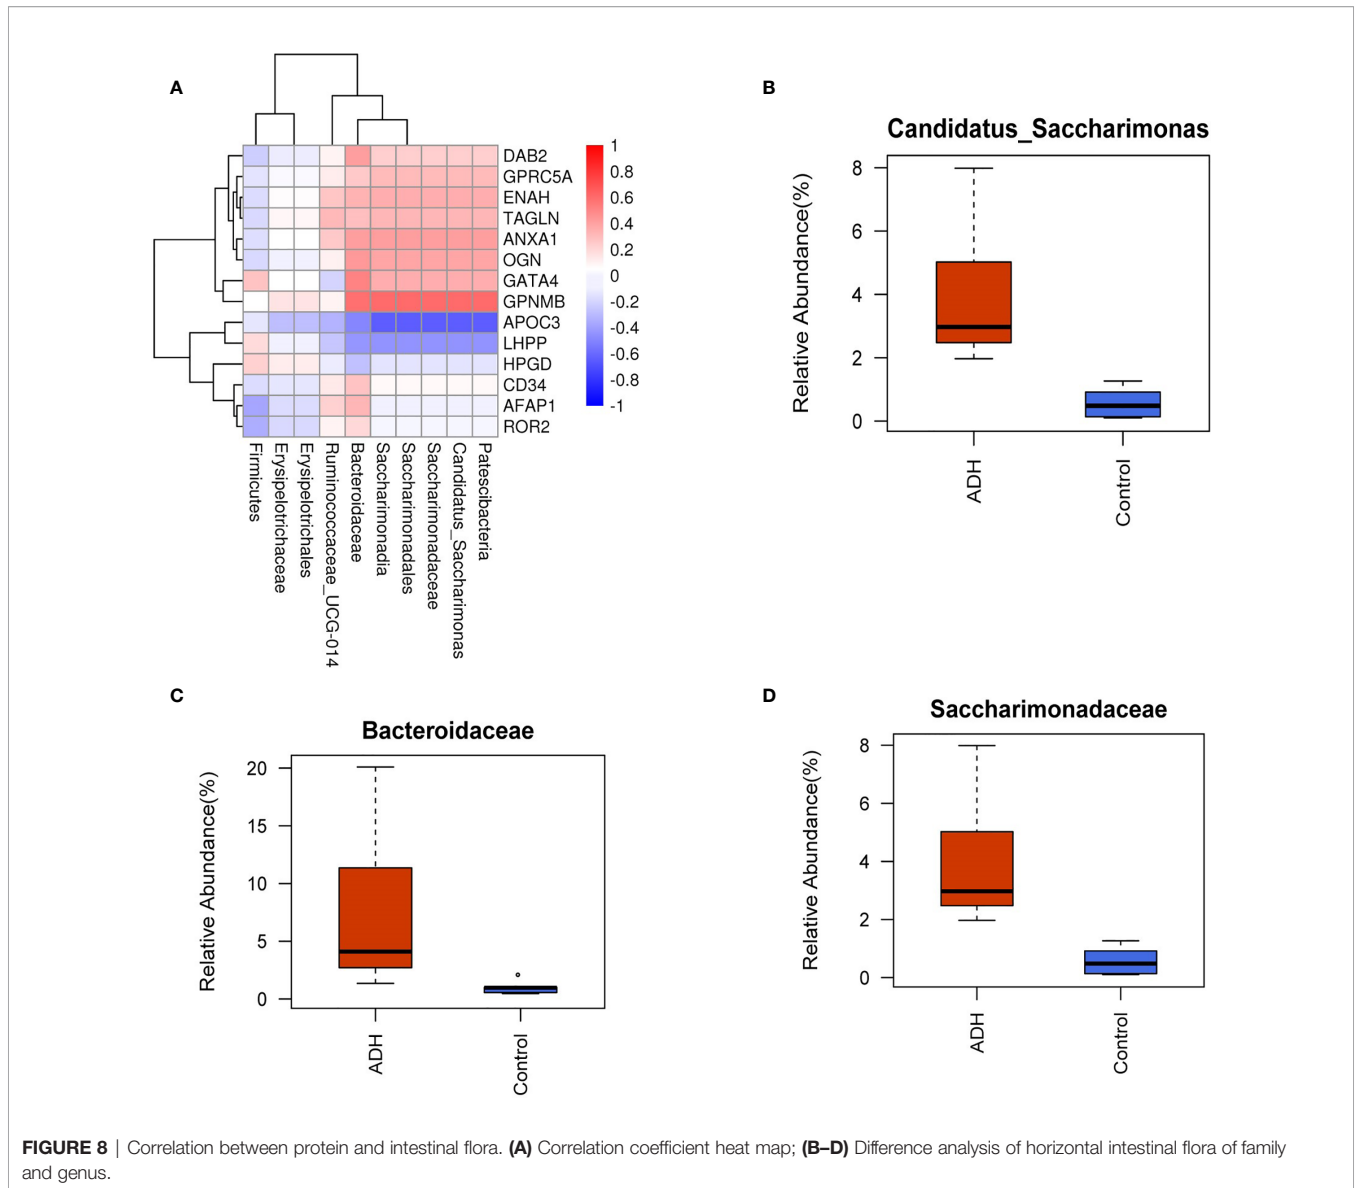 A
DAB2
GPRC5A
ENAH
TAGLN
ANXA1
OGN
GATA4
GPNMB
APOC3
LHPP
HPGD
CD34
AFAP1
ROR2
1
0.8
0.6
0.4
0.2
0
-0.2
-0.4
-0.6
-0.8
-1
Firmicutes
Erysipelotrichaceae
Erysipelotrichales
Ruminococcaceae_UCG-014
Bacteroidaceae
Saccharimonadia
Saccharimonadales
Saccharimonadaceae
Candidatus_Saccharimonas
Patescibacteria
B
Candidatus_Saccharimonas
Relative Abundance(%)
8
6
4
2
0
ADH
Control
C
Bacteroidaceae
Relative Abundance(%)
20
15
10
5
0
ADH
Control
D
Saccharimonadaceae
Relative Abundance(%)
8
6
4
2
0
ADH
Control
FIGURE 8 | Correlation between protein and intestinal flora. (A) Correlation coefficient heat map; (B–D) Difference analysis of horizontal intestinal flora of family
and genus.